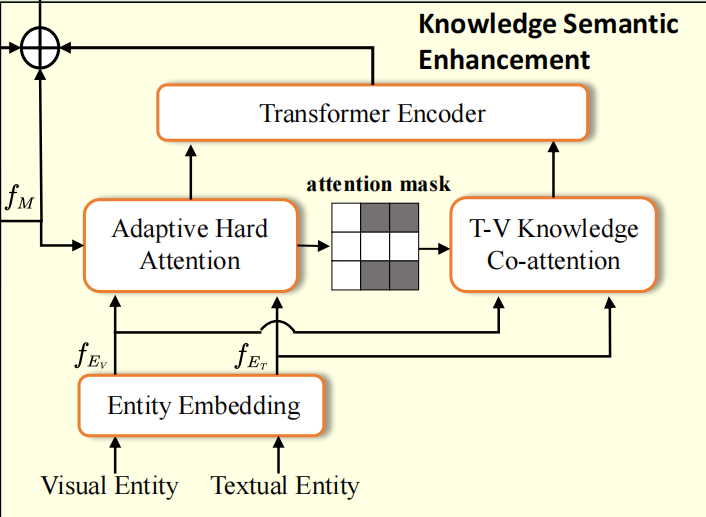 Knowledge Semantic
Enhancement
Transformer Encoder
attention mask
f_M
Adaptive Hard
Attention
T-V Knowledge
Co-attention
f_{E_V}
f_{E_T}
Entity Embedding
Visual Entity
Textual Entity